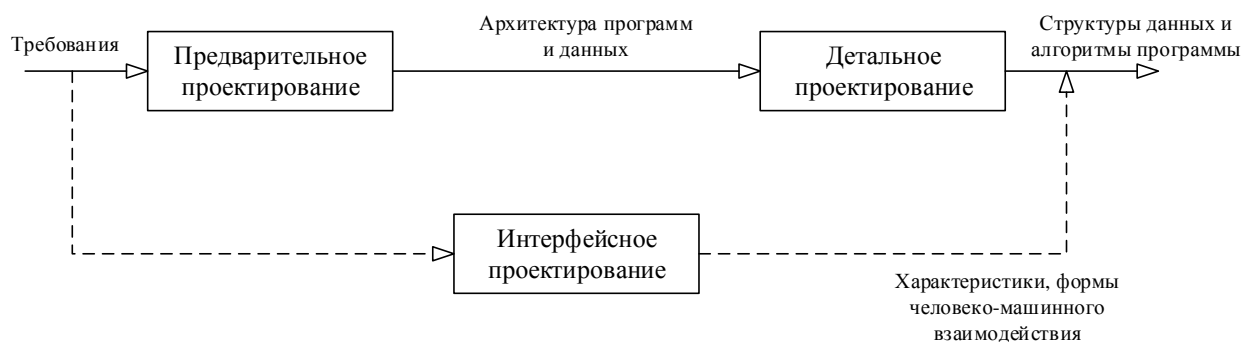 Требования
Предварительное
проектирование
Архитектура программ
и данных
Детальное
проектирование
Структуры данных и
алгоритмы программы
Интерфейсное
проектирование
Характеристики, формы
человеко-машинного
взаимодействия